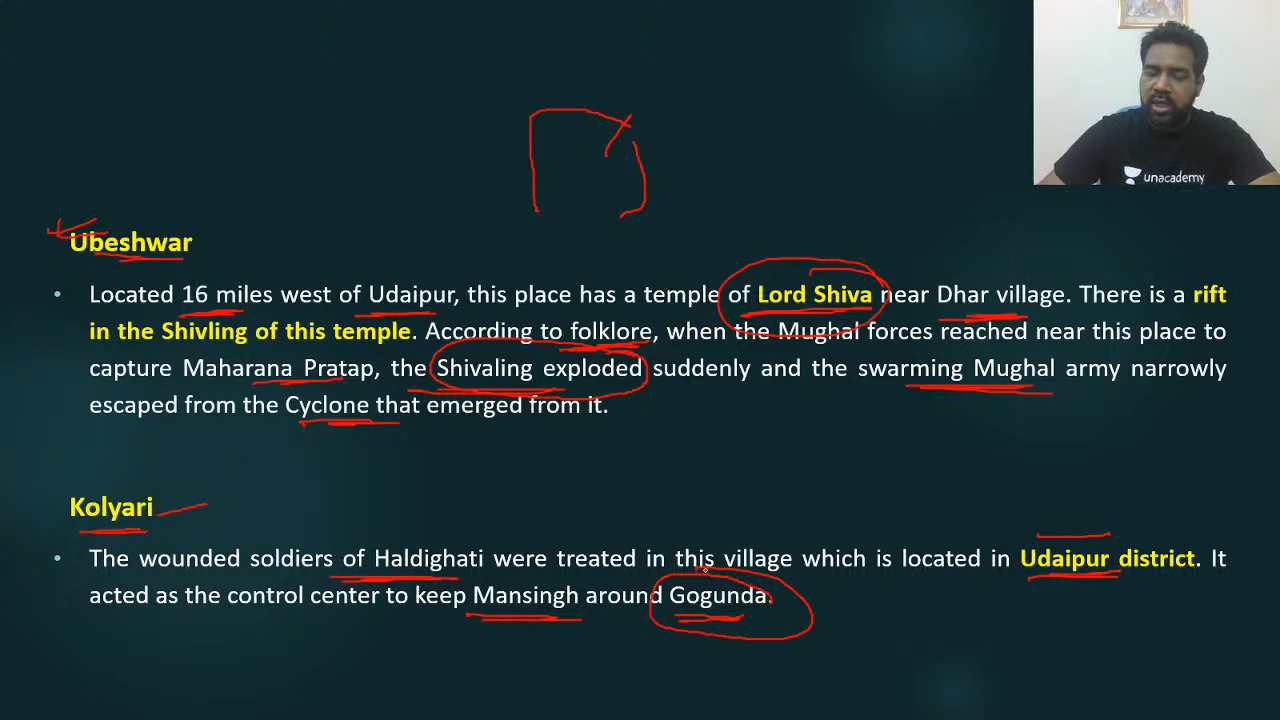 unacademy
Ubeshwar
• Located 16 miles west of Udaipur, this place has a temple of Lord Shiva near Dhar village. There is a rift
in the Shivling of this temple. According to folklore, when the Mughal forces reached near this place to
capture Maharana Pratap, the Shivaling exploded suddenly and the swarming Mughal army narrowly
escaped from the Cyclone that emerged from it.
Kolyari
• The wounded soldiers of Haldighati were treated in this village which is located in Udaipur district. It
acted as the control center to keep Mansingh around Gogunda.